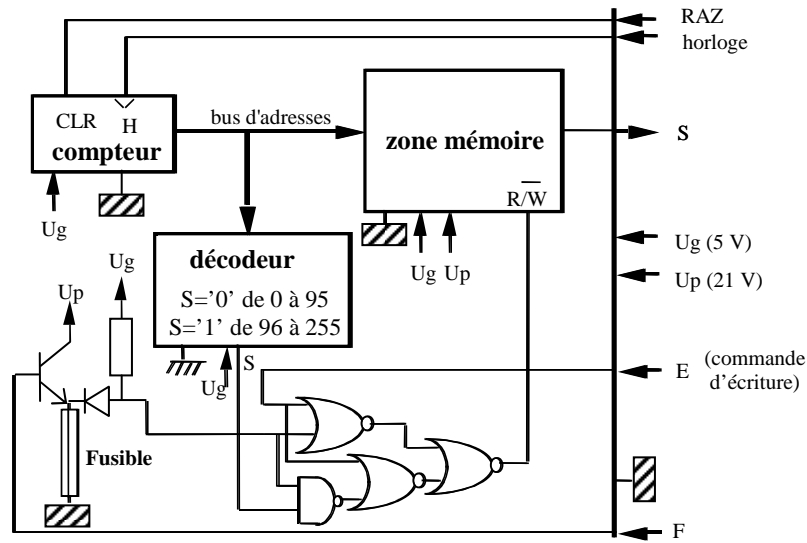 RAZ
horloge
CLR
H
compteur
bus d'adresses
zone mémoire
R/W
S
Ug
Ug
Up
Ug (5 V)
Up (21 V)
Ug
Up
décodeur
S='0' de 0 à 95
S='1' de 96 à 255
S
Ug
E (commande
d'écriture)
Fusible
F